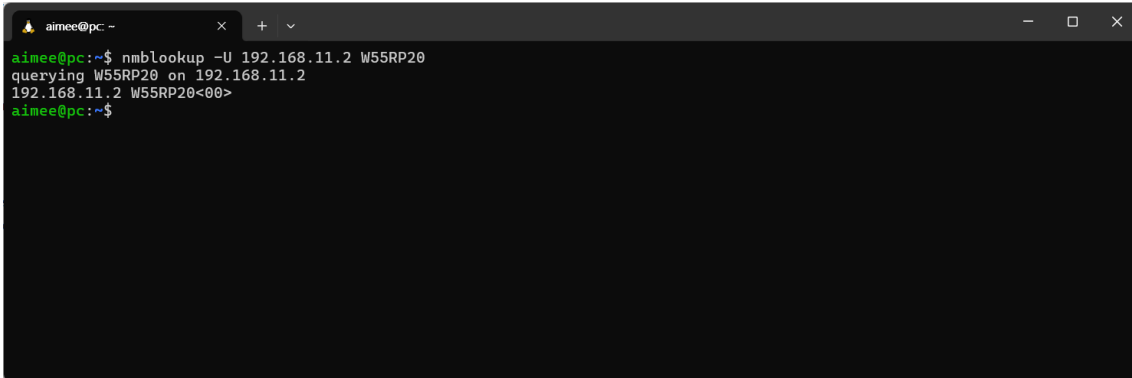 aimee@pc: ~
aimee@pc:~$ nmblookup -U 192.168.11.2 W55RP20
querying W55RP20 on 192.168.11.2
192.168.11.2 W55RP20<00>
aimee@pc:~$